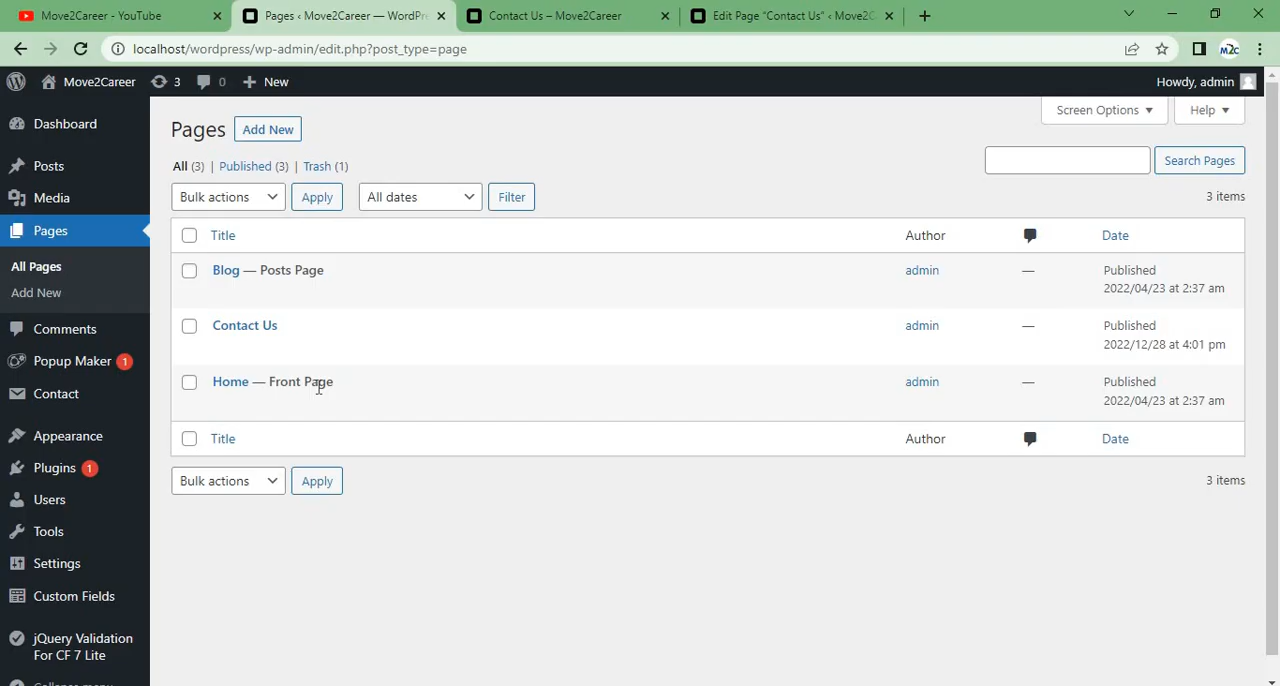 Move2Career - YouTube
Pages ‹ Move2Career — WordPre
Contact Us – Move2Career
Edit Page "Contact Us" ‹ Move2C
localhost/wordpress/wp-admin/edit.php?post_type=page
M2C
Move2Career 3 0 New
Howdy, admin
Screen Options
Help
Dashboard
Posts
Media
Pages
All Pages
Add New
Comments
Popup Maker 1
Contact
Appearance
Plugins 1
Users
Tools
Settings
Custom Fields
jQuery Validation
For CF 7 Lite
Collapse menu
Pages Add New
All (3) | Published (3) | Trash (1)
Search Pages
Bulk actions Apply All dates Filter
3 items
Title Author Date
Blog — Posts Page admin — Published
2022/04/23 at 2:37 am
Contact Us admin — Published
2022/12/28 at 4:01 pm
Home — Front Page admin — Published
2022/04/23 at 2:37 am
Title Author Date
Bulk actions Apply
3 items